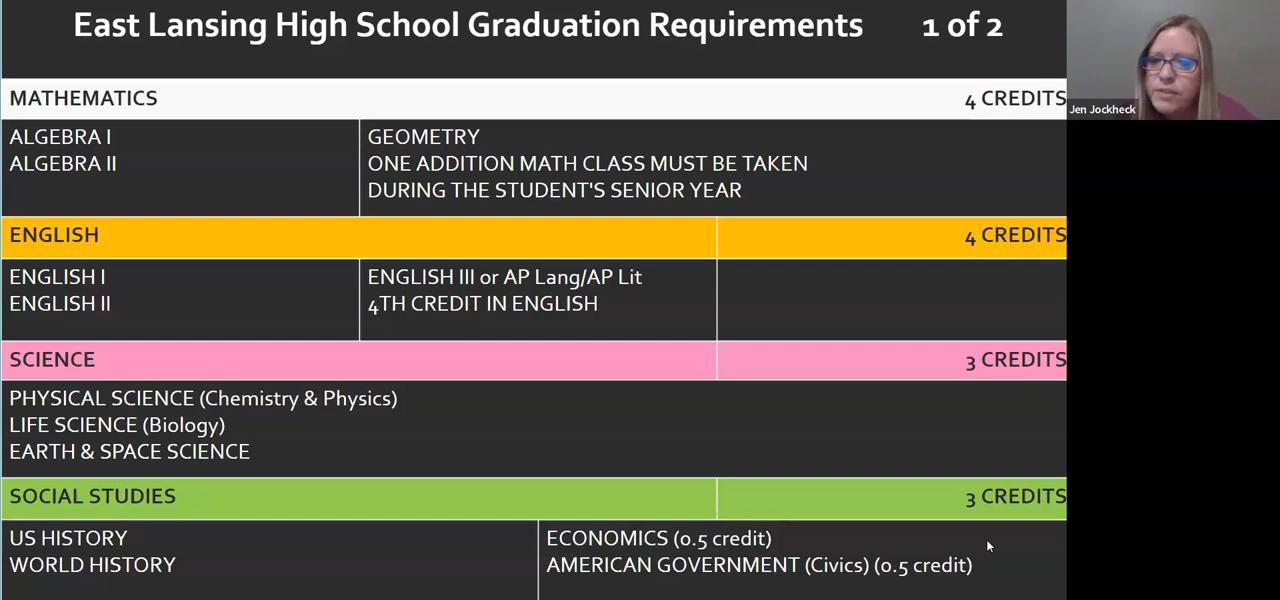 East Lansing High School Graduation Requirements 1 of 2
Jen Jockheck
MATHEMATICS 4 CREDITS
ALGEBRA I
ALGEBRA II
GEOMETRY
ONE ADDITION MATH CLASS MUST BE TAKEN
DURING THE STUDENT'S SENIOR YEAR
ENGLISH 4 CREDITS
ENGLISH I
ENGLISH II
ENGLISH III or AP Lang/AP Lit
4TH CREDIT IN ENGLISH
SCIENCE 3 CREDITS
PHYSICAL SCIENCE (Chemistry & Physics)
LIFE SCIENCE (Biology)
EARTH & SPACE SCIENCE
SOCIAL STUDIES 3 CREDITS
US HISTORY
WORLD HISTORY
ECONOMICS (0.5 credit)
AMERICAN GOVERNMENT (Civics) (0.5 credit)